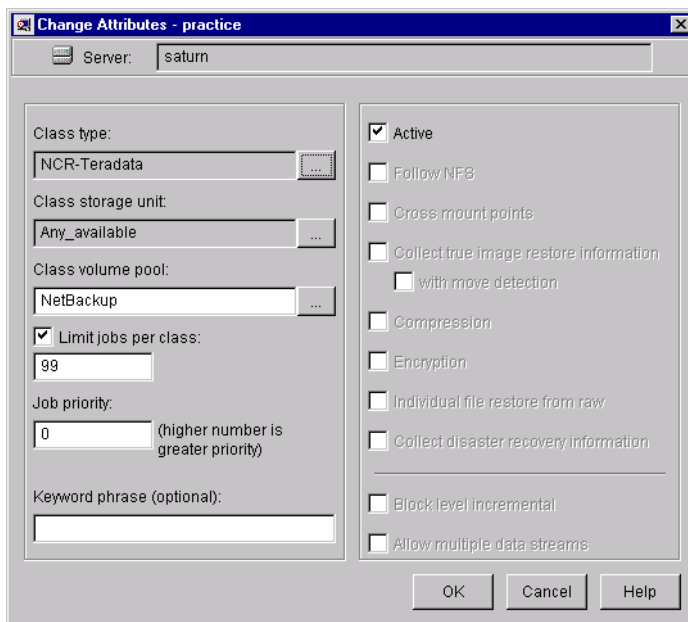 Change Attributes - practice
Server: saturn
Class type:
NCR-Teradata ...
Class storage unit:
Any_available ...
Class volume pool:
NetBackup ...
Limit jobs per class:
99
Job priority:
0 (higher number is
greater priority)
Keyword phrase (optional):
Active
Follow NFS
Cross mount points
Collect true image restore information
with move detection
Compression
Encryption
Individual file restore from raw
Collect disaster recovery information
Block level incremental
Allow multiple data streams
OK Cancel Help